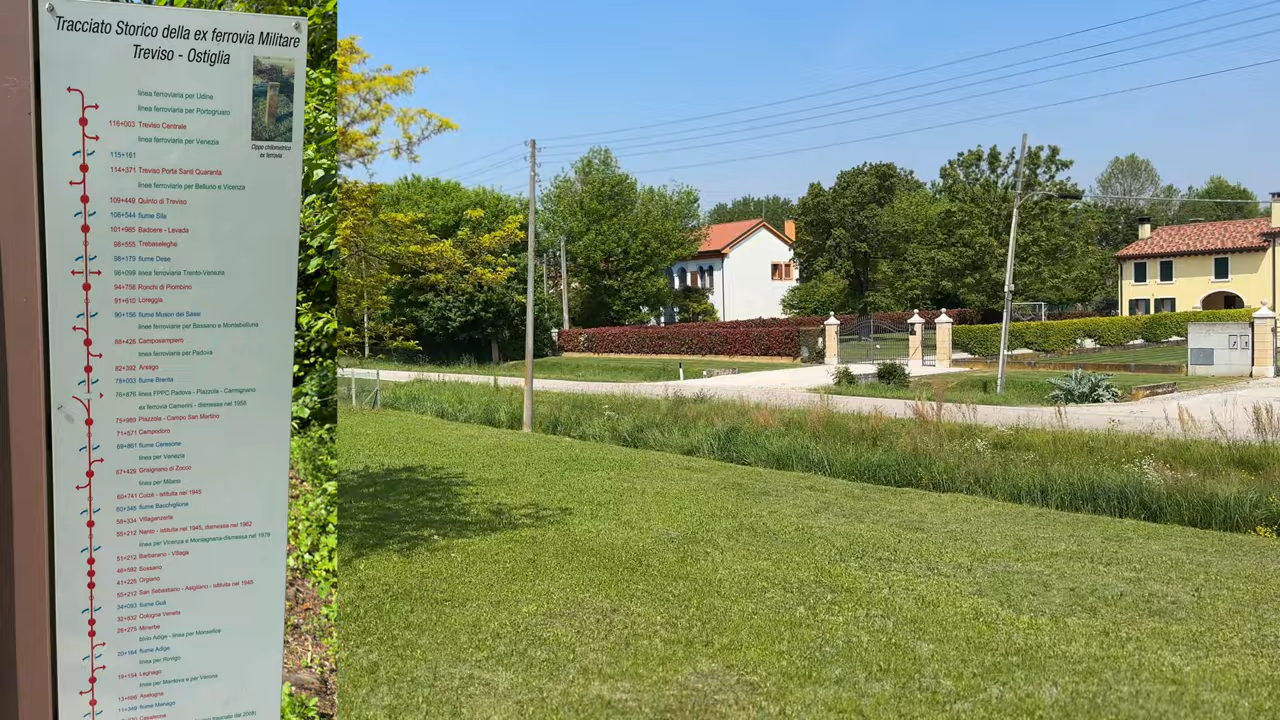 Tracciato Storico della ex ferrovia Militare
Treviso - Ostiglia
linea ferroviaria per Udine
linea ferroviaria per Portogruaro
116+003 Treviso Centrale
linea ferroviaria per Venezia
Cippo chilometrico
ex ferrovia
115+161
114+371 Treviso Porta Santi Quaranta
linee ferroviarie per Belluno e Vicenza
109+449 Quinto di Treviso
106+544 fiume Sile
101+985 Badoere - Levada
98+555 Trebaseleghe
98+179 fiume Dese
96+099 linea ferroviaria Trento-Venezia
94+758 Ronchi di Piombino
91+610 Loreggia
90+156 fiume Muson dei Sassi
linee ferroviarie per Bassano e Montebelluna
88+426 Camposampiero
linea ferroviaria per Padova
82+392 Arsego
78+003 fiume Brenta
76+876 linea FPPC Padova - Piazzola - Carmignano
ex ferrovia Camerini - dismessa nel 1958
75+989 Piazzola - Campo San Martino
71+571 Campodoro
69+861 fiume Ceresone
linea per Venezia
67+429 Grisignano di Zocco
linea per Milano
60+741 Colzè - istituita nel 1945
60+345 fiume Bacchiglione
58+334 Villaganzerla
55+212 Nanto - istituita nel 1945, dismessa nel 1962
linea per Vicenza e Montagnana-dismessa nel 1979
51+212 Barbarano - Villaga
46+592 Sossano
41+225 Orgiano
55+212 San Sebastiano - Asigliano - istituita nel 1945
34+093 fiume Guà
32+632 Cologna Veneta
26+275 Minerbe
bivio Adige - linea per Monselice
20+164 fiume Adige
linea per Rovigo
19+154 Legnago
linea per Mantova e per Verona
Aselogna
11+349 fiume Menago
Casaleone